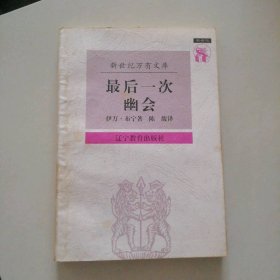 新世纪万有文库
最后一次
幽会
伊万·布宁著 陈馥译
辽宁教育出版社